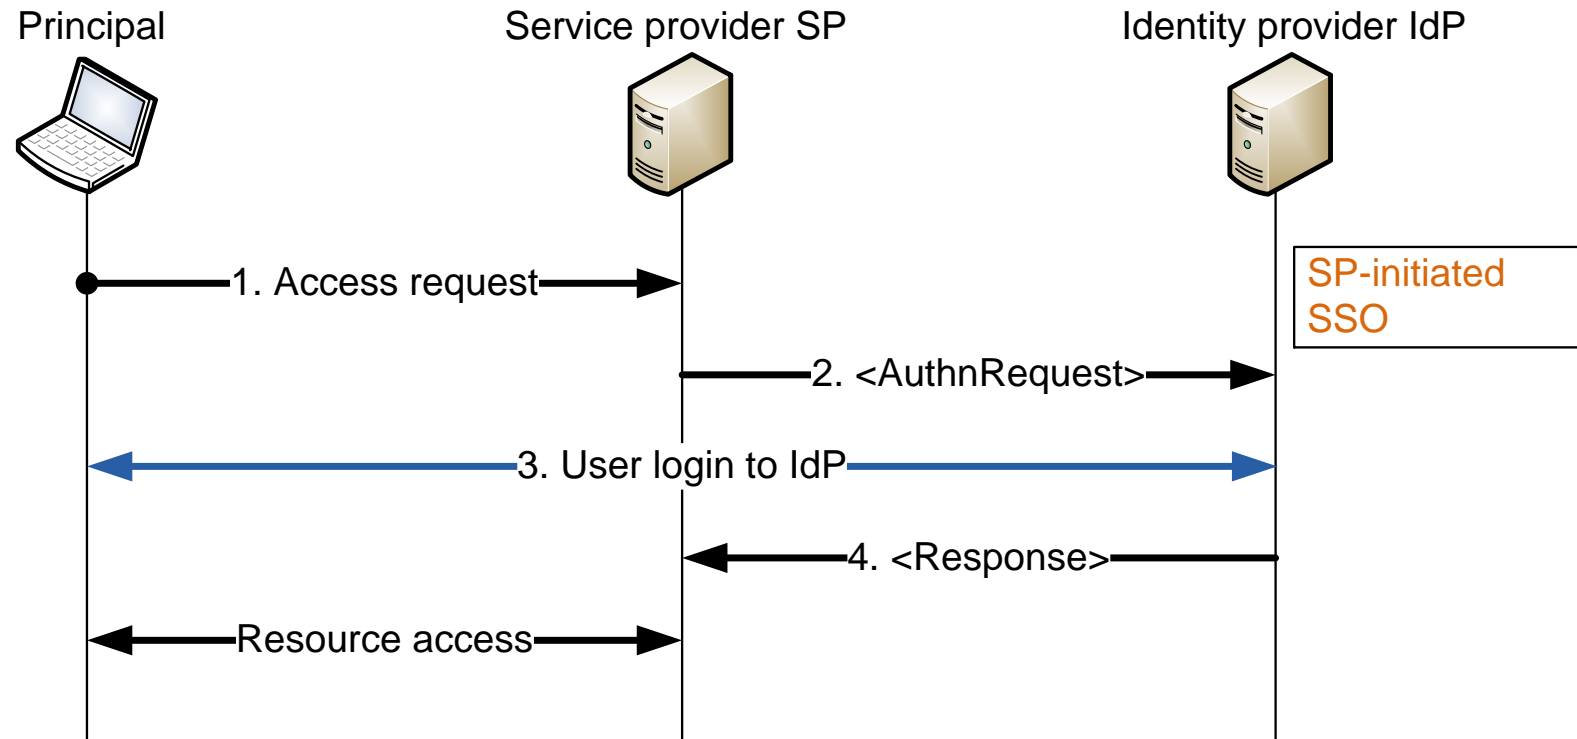 Principal
Service provider SP
Identity provider IdP
1. Access request
SP-initiated
SSO
2. <AuthnRequest>
3. User login to IdP
4. <Response>
Resource access